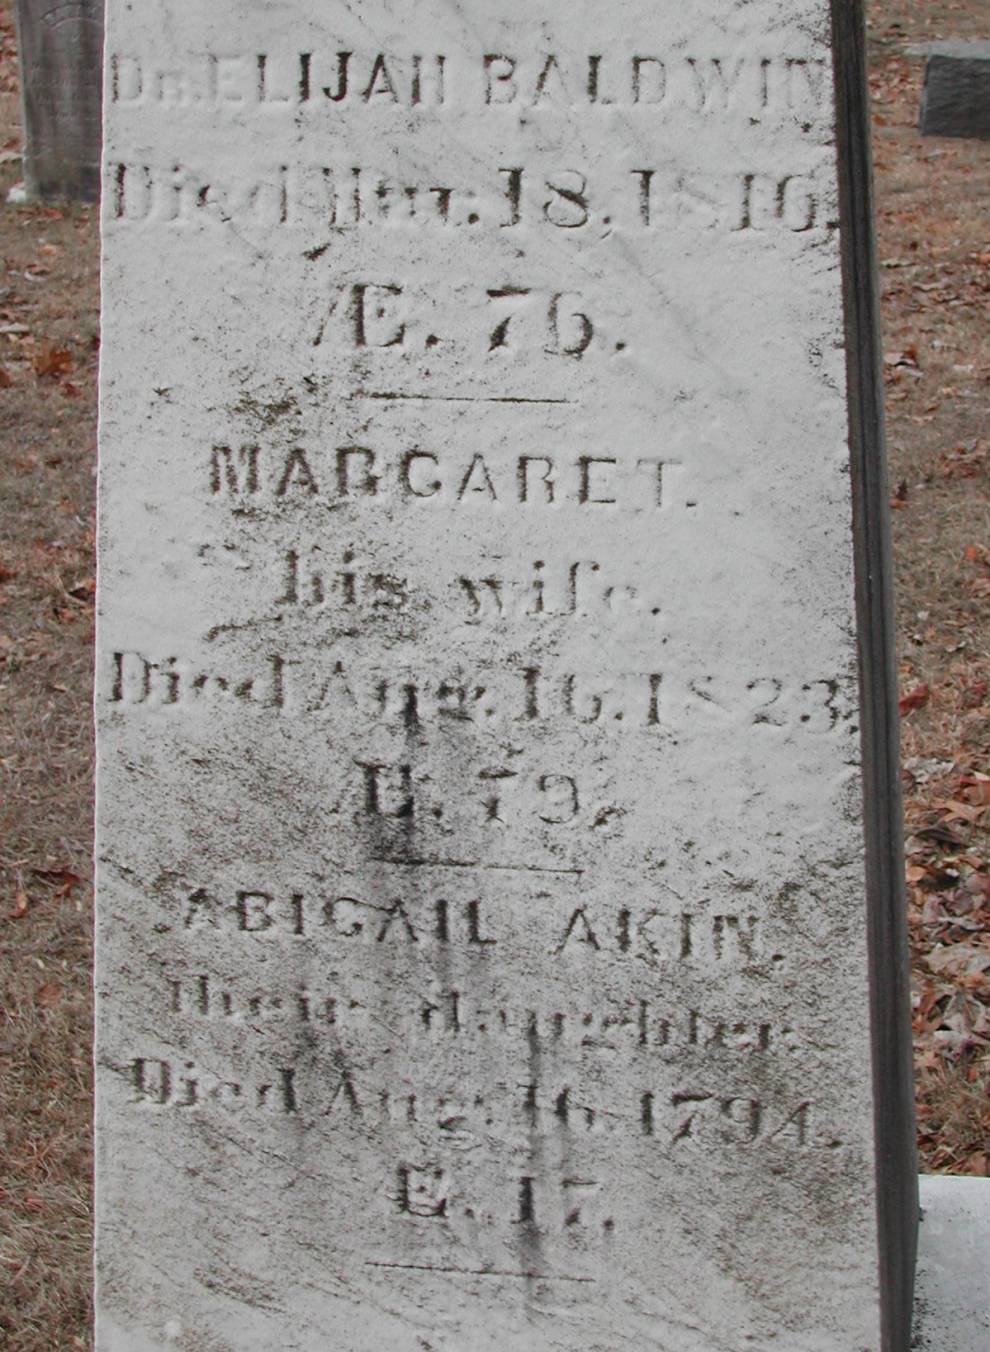 Dr. ELIJAH BALDWIN
Died Mar. 18, 1816.
Æ. 76.
MARGARET.
his wife.
Died Aug. 16. 1823.
Æ. 79.
ABIGAIL AKIN.
their daughter.
Died Aug. 16. 1794.
Æ. 17.